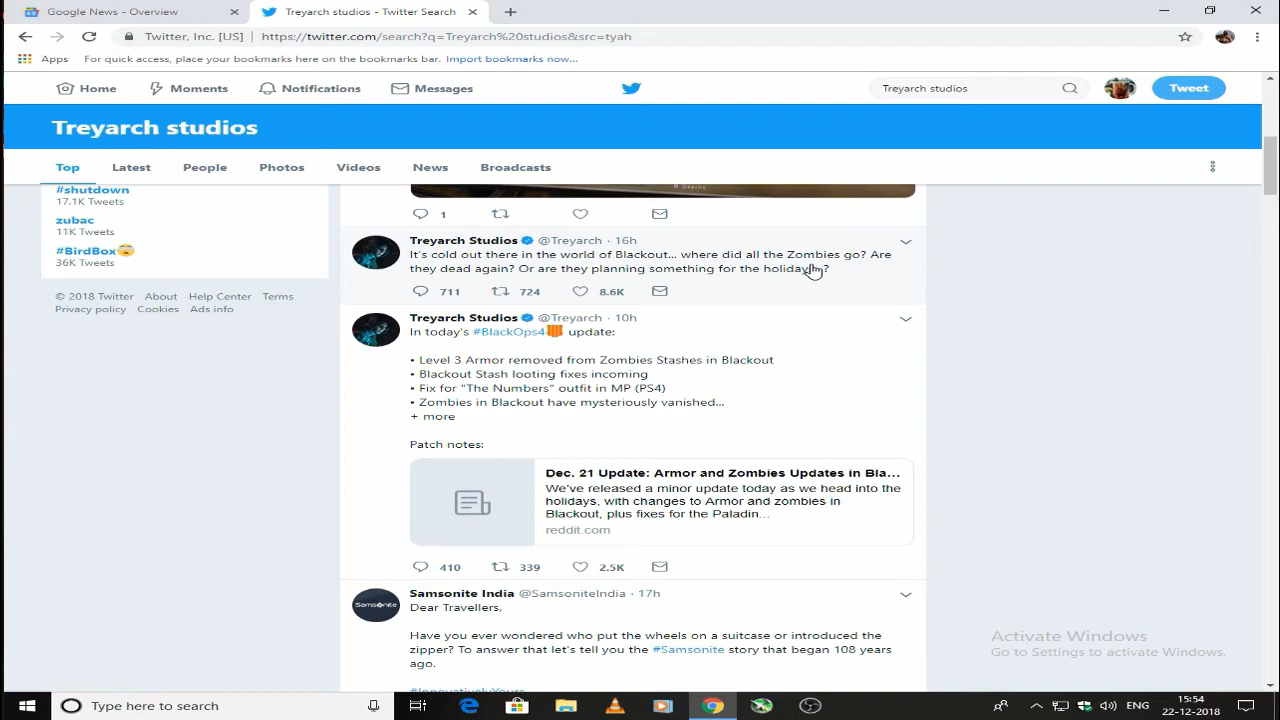 Google News - Overview
Treyarch studios - Twitter Search
Twitter, Inc. [US] | https://twitter.com/search?q=Treyarch%20studios&src=tyah
Apps For quick access, place your bookmarks here on the bookmarks bar. Import bookmarks now...
Home Moments Notifications Messages Treyarch studios Tweet
Treyarch studios
Top Latest People Photos Videos News Broadcasts
#shutdown
17.1K Tweets
zubac
11K Tweets
#BirdBox
36K Tweets
© 2018 Twitter About Help Center Terms
Privacy policy Cookies Ads info
1
Treyarch Studios @Treyarch · 16h
It's cold out there in the world of Blackout... where did all the Zombies go? Are
they dead again? Or are they planning something for the holiday ?
711 724 8.6K
Treyarch Studios @Treyarch · 10h
In today's #BlackOps4 update:
• Level 3 Armor removed from Zombies Stashes in Blackout
• Blackout Stash looting fixes incoming
• Fix for "The Numbers" outfit in MP (PS4)
• Zombies in Blackout have mysteriously vanished...
+ more
Patch notes:
Dec. 21 Update: Armor and Zombies Updates in Bla...
We've released a minor update today as we head into the
holidays, with changes to Armor and zombies in
Blackout, plus fixes for the Paladin...
reddit.com
410 339 2.5K
Samsonite India @SamsoniteIndia · 17h
Samsonite
Dear Travellers,
Have you ever wondered who put the wheels on a suitcase or introduced the
zipper? To answer that let's tell you the #Samsonite story that began 108 years
ago.
#InnovativelyYours
Activate Windows
Go to Settings to activate Windows.
Type here to search
ENG
15:54
22-12-2018